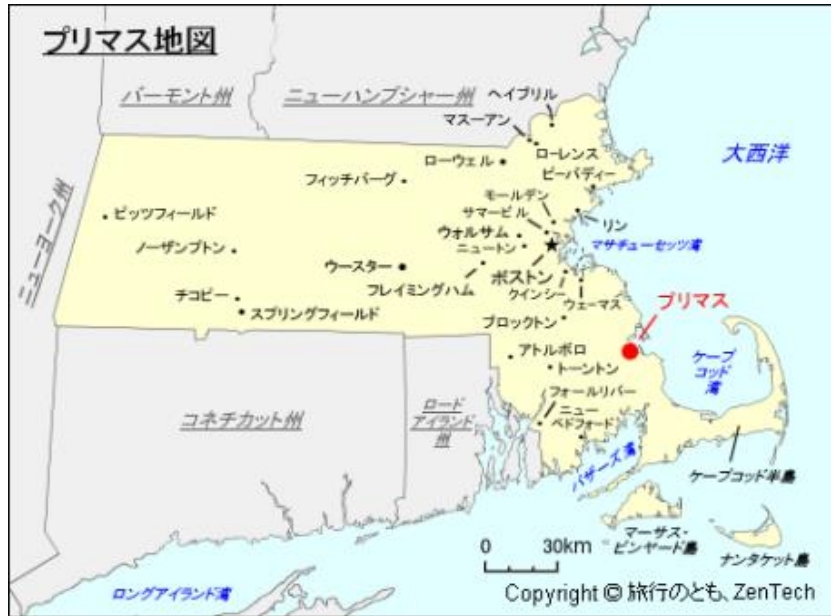 プリマス地図
バーモント州
ニューハンプシャー州
ヘイブリル
マスーアン
ローウェル
ローレンス
ピーバディー
大西洋
フィッチバーグ
モールデン
サマービル
リン
ニューヨーク州
ピッツフィールド
ウォルサム
ニュートン
マサチューセッツ湾
ノーザンプトン
ウースター
フレイミングハム
ボストン
クインシー
ウェーマス
チコピー
スプリングフィールド
ブロックトン
プリマス
アトルボロ
トーントン
ケープ
コッド
湾
フォールリバー
ニュー
ベドフォード
コネチカット州
ロード
アイランド
州
バザーズ湾
ケープコッド半島
マーサス・
ビンヤード島
ナンタケット島
0 30km
ロングアイランド湾
Copyright © 旅行のとも、ZenTech